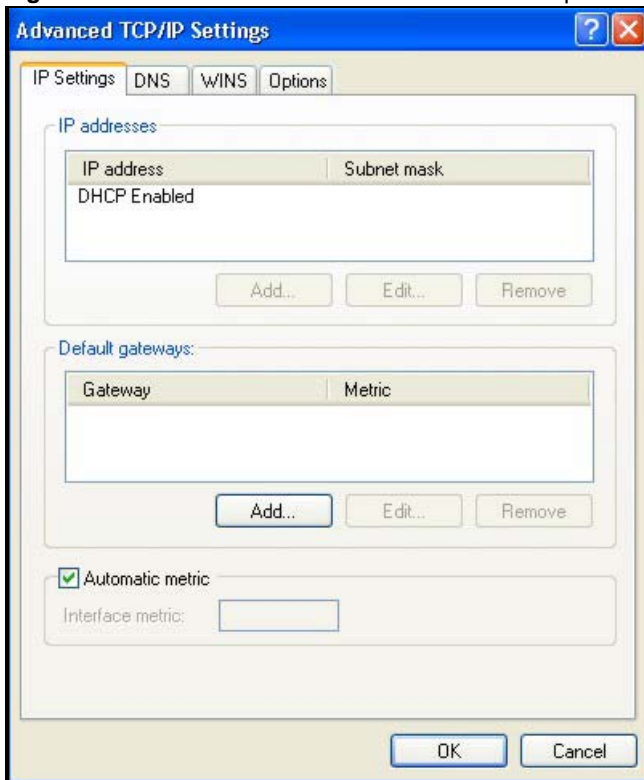 Advanced TCP/IP Settings
IP Settings DNS WINS Options
IP addresses
IP address Subnet mask
DHCP Enabled
Add... Edit... Remove
Default gateways:
Gateway Metric
Add... Edit... Remove
Automatic metric
Interface metric:
OK Cancel